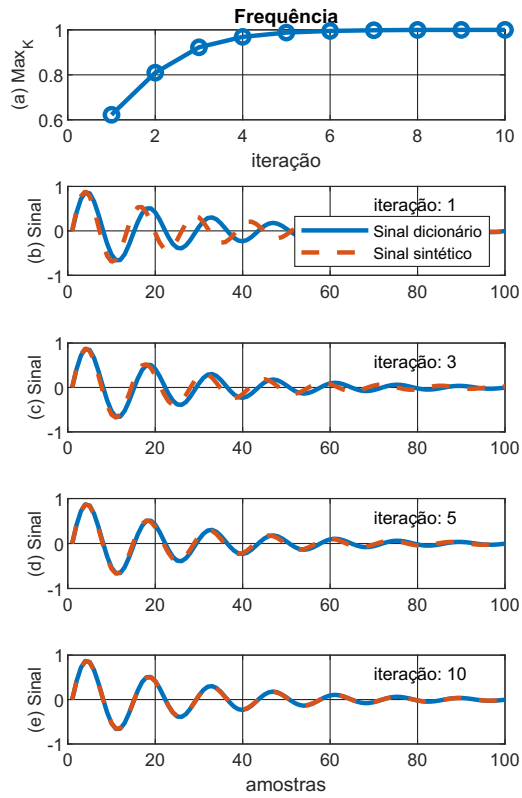 Frequência
(a) Max_K
1
0.8
0.6
0 2 4 6 8 10
iteração
(b) Sinal
1
0
-1
iteração: 1
Sinal dicionário
Sinal sintético
0 20 40 60 80 100
(c) Sinal
1
0
-1
iteração: 3
0 20 40 60 80 100
(d) Sinal
1
0
-1
iteração: 5
0 20 40 60 80 100
(e) Sinal
1
0
-1
iteração: 10
0 20 40 60 80 100
amostras